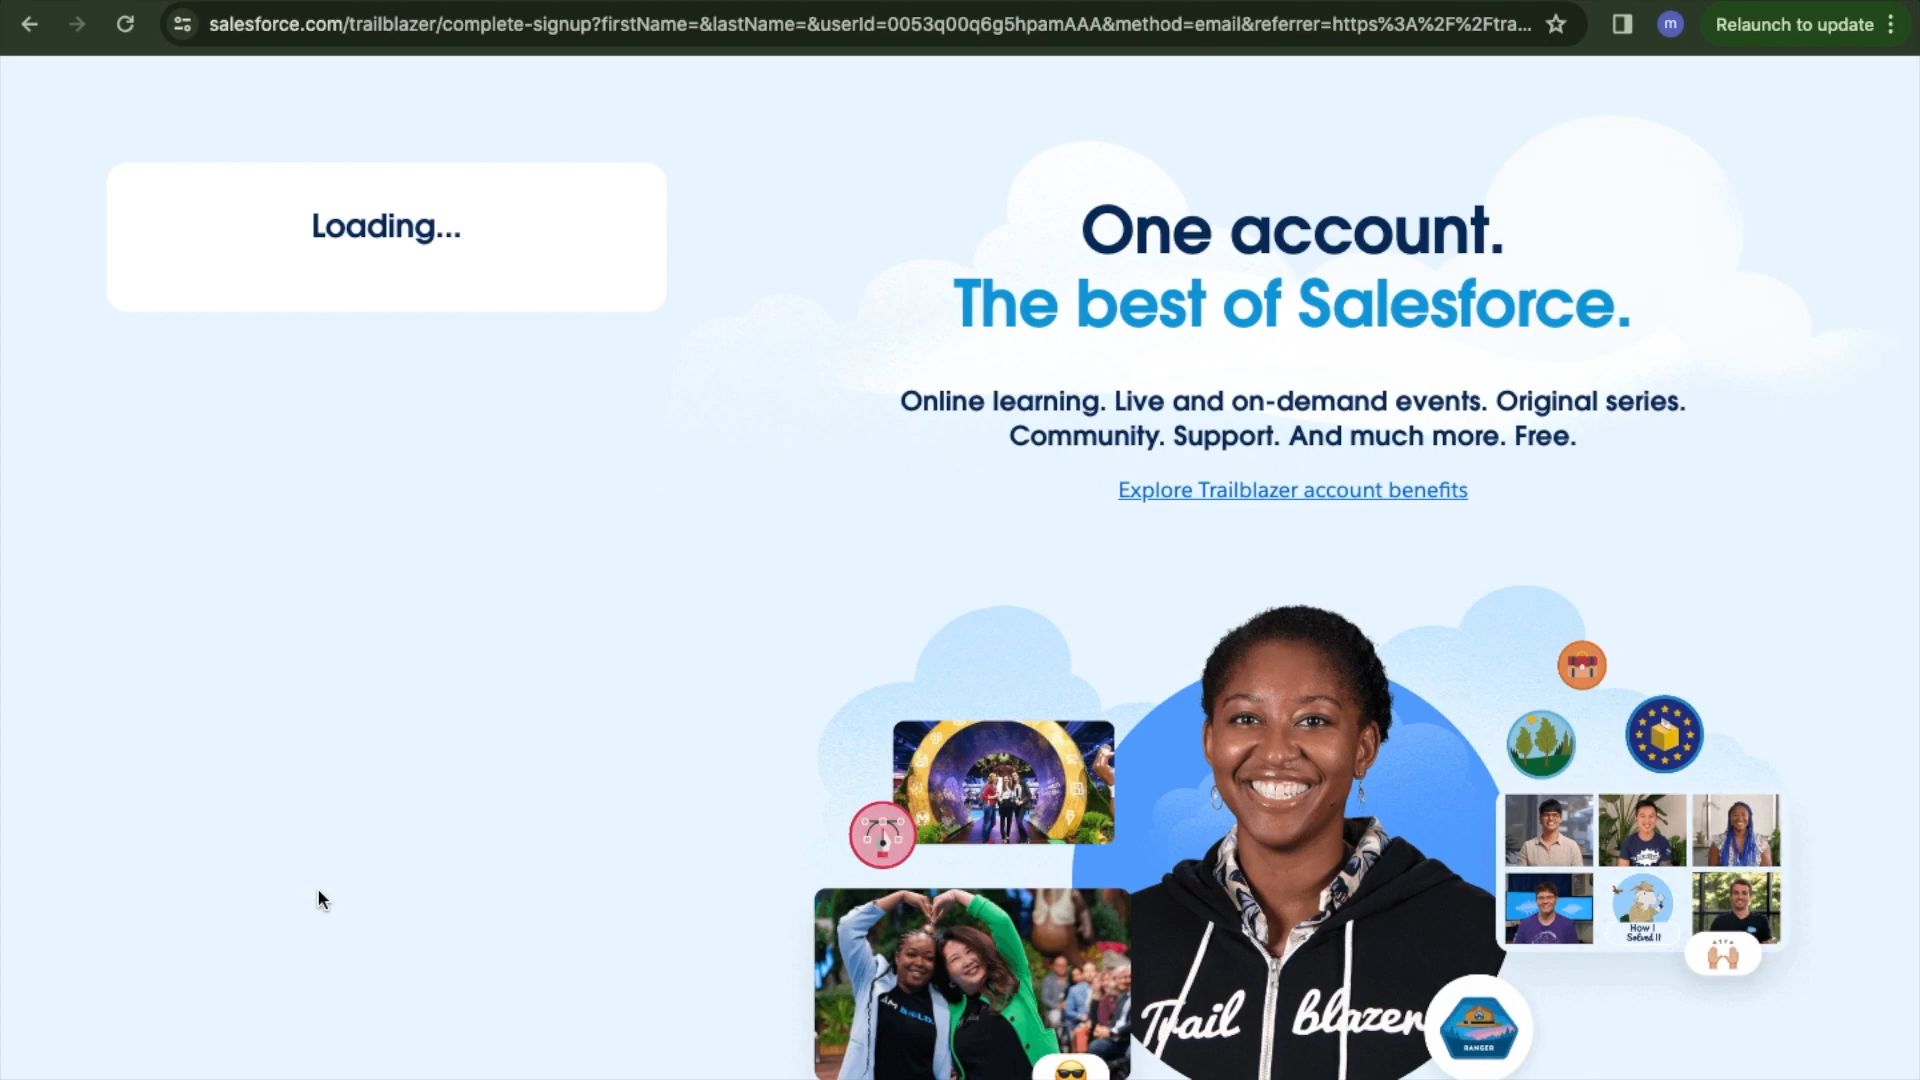 salesforce.com/trailblazer/complete-signup?firstName=&lastName=&userId=0053q00q6g5hpamAAA&method=email&referrer=https%3A%2F%2Ftra...
m
Relaunch to update
Loading...
One account.
The best of Salesforce.
Online learning. Live and on-demand events. Original series.
Community. Support. And much more. Free.
Explore Trailblazer account benefits
How I
Solved It
Trail blazer
RANGER